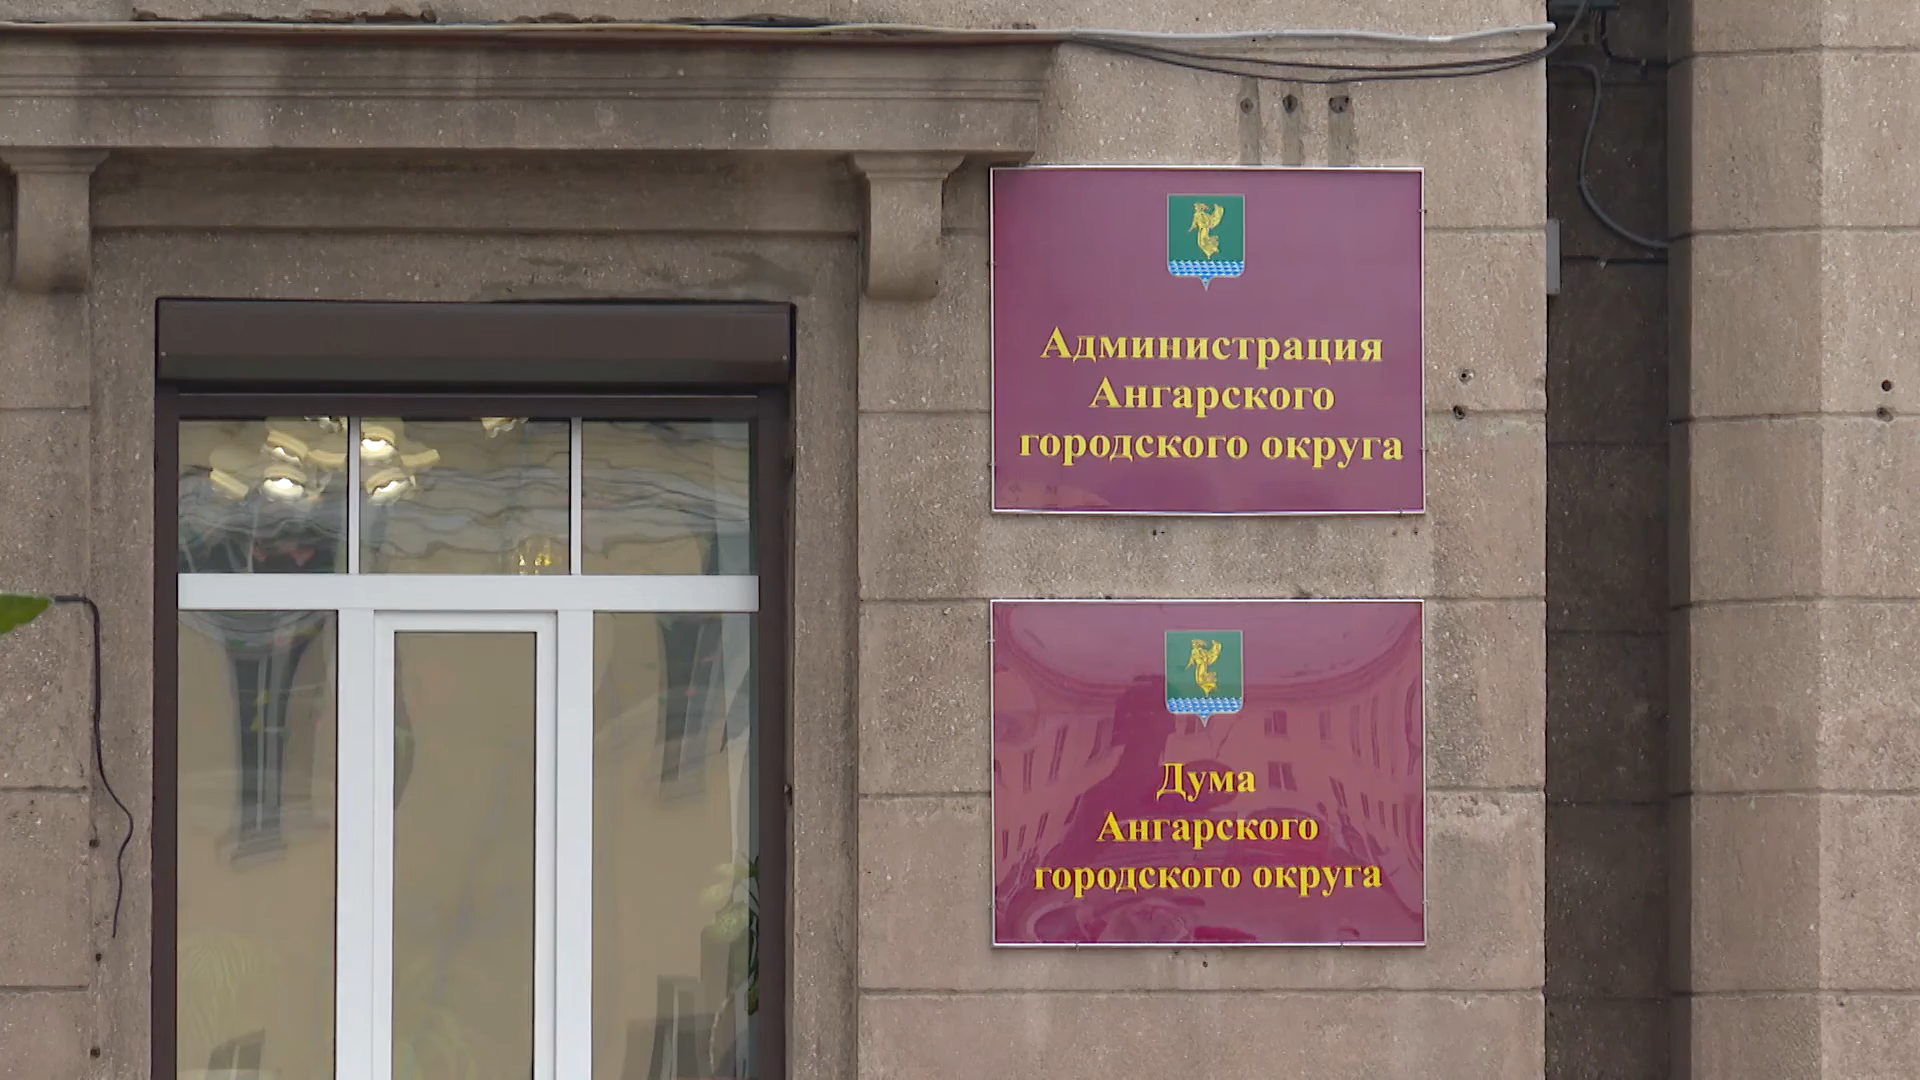 Администрация
Ангарского
городского округа
Дума
Ангарского
городского округа